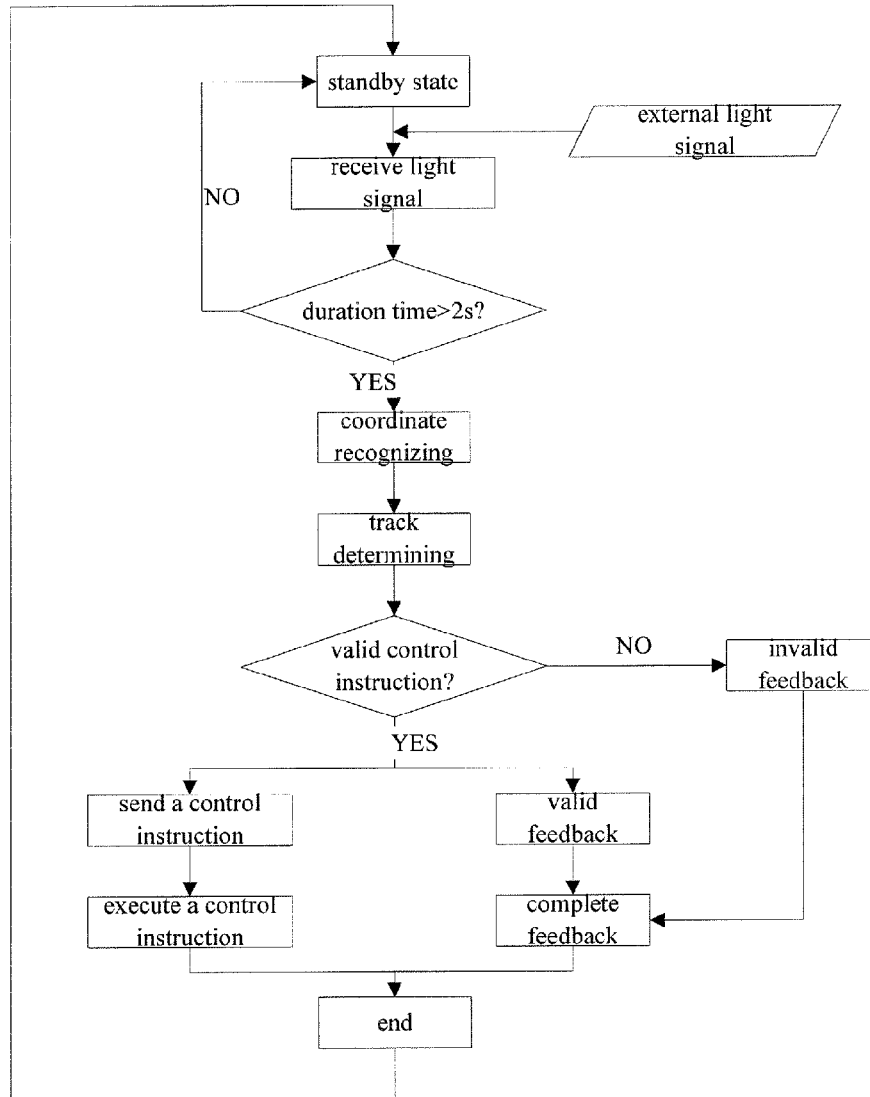 standby state
external light
signal
receive light
signal
NO
duration time>2s?
YES
coordinate
recognizing
track
determining
valid control
instruction?
NO
invalid
feedback
YES
send a control
instruction
valid
feedback
execute a control
instruction
complete
feedback
end